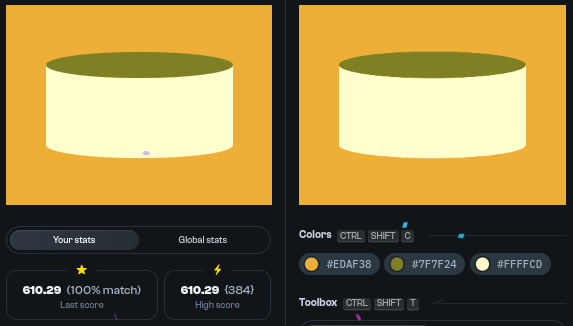 Your stats
Global stats
610.29 (100% match)
Last score
610.29 {384}
High score
Colors CTRL SHIFT C
#EDAF38 #7F7F24 #FFFFCD
Toolbox CTRL SHIFT T